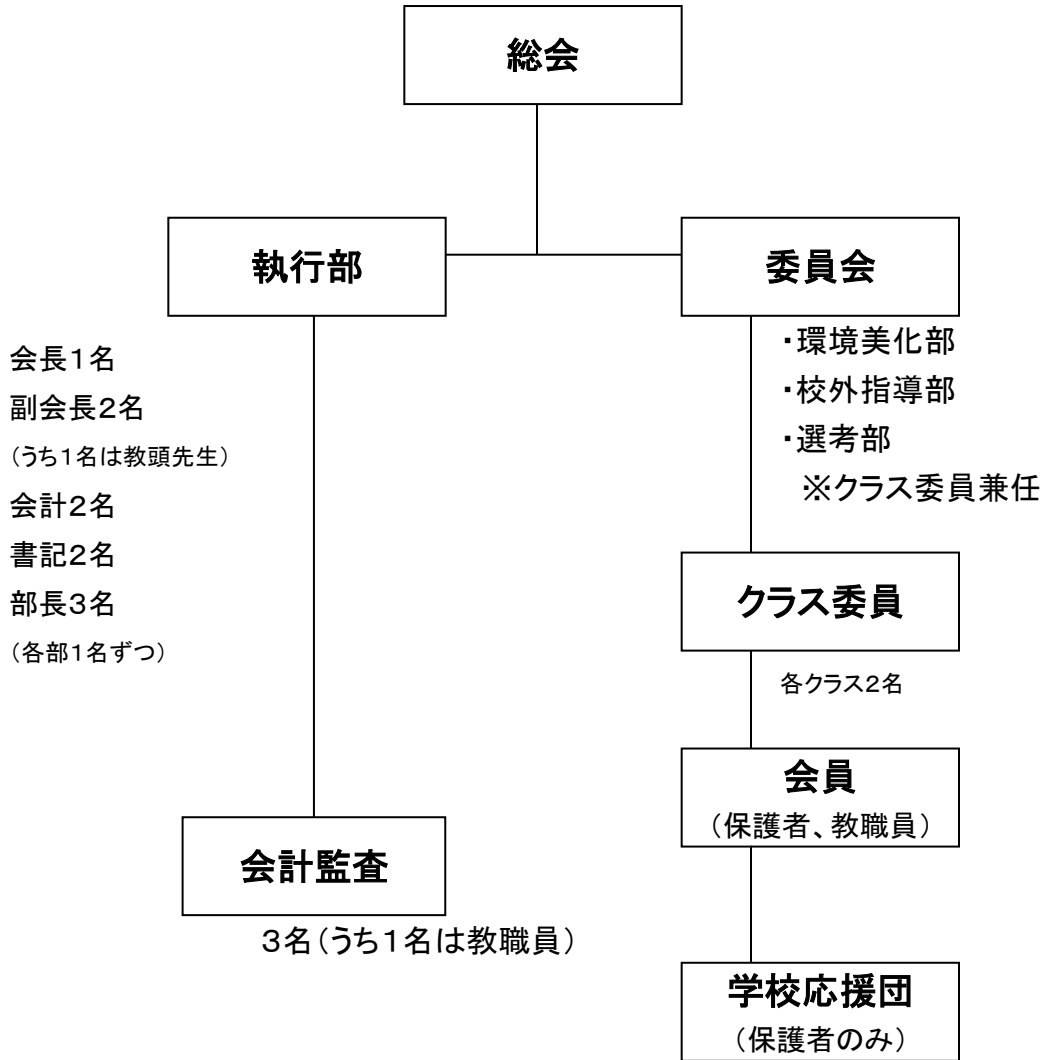 総会
執行部
会長１名
副会長２名
（うち１名は教頭先生）
会計２名
書記２名
部長３名
（各部１名ずつ）
会計監査
３名（うち１名は教職員）
委員会
・環境美化部
・校外指導部
・選考部
※クラス委員兼任
クラス委員
各クラス２名
会員
（保護者、教職員）
学校応援団
（保護者のみ）